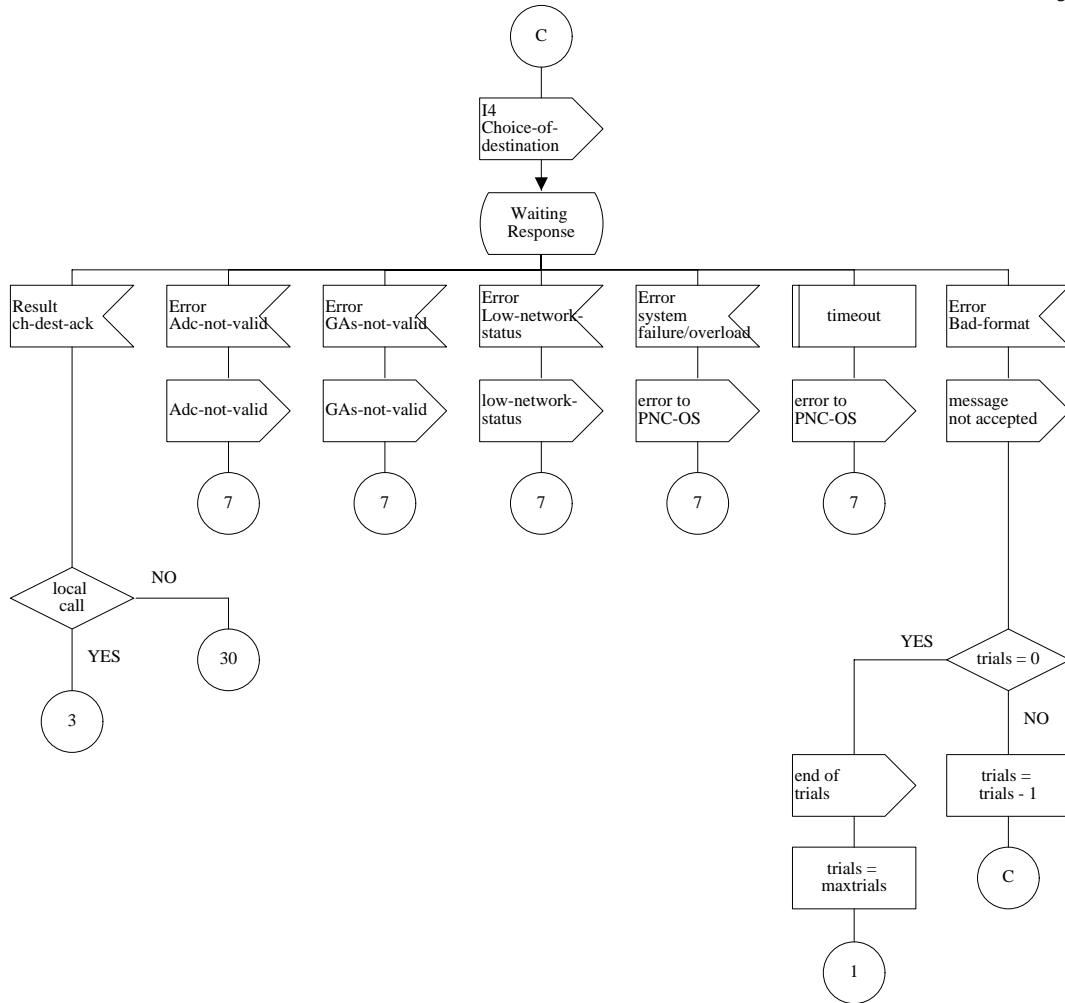 C
I4
Choice-of-
destination
Waiting
Response
Result
ch-dest-ack
Error
Adc-not-valid
Error
GAs-not-valid
Error
Low-network-
status
Error
system
failure/overload
timeout
Error
Bad-format
Adc-not-valid
GAs-not-valid
low-network-
status
error to
PNC-OS
error to
PNC-OS
message
not accepted
7
7
7
7
7
local
call
NO
YES
30
3
YES
trials = 0
NO
end of
trials
trials =
trials - 1
trials =
maxtrials
C
1